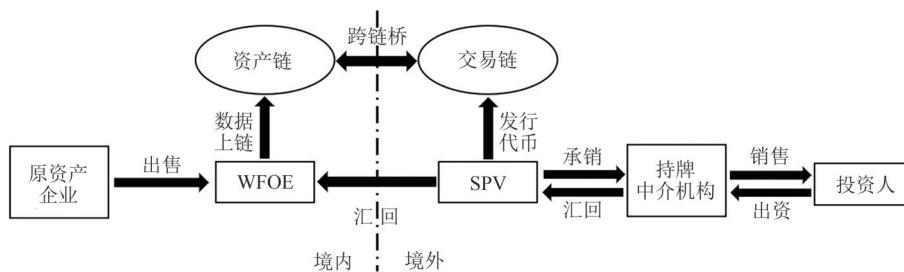 跨链桥
资产链
交易链
数据
上链
发行
代币
原资产
企业
出售
WFOE
SPV
承销
汇回
持牌
中介机构
销售
出资
投资人
汇回
境内
境外